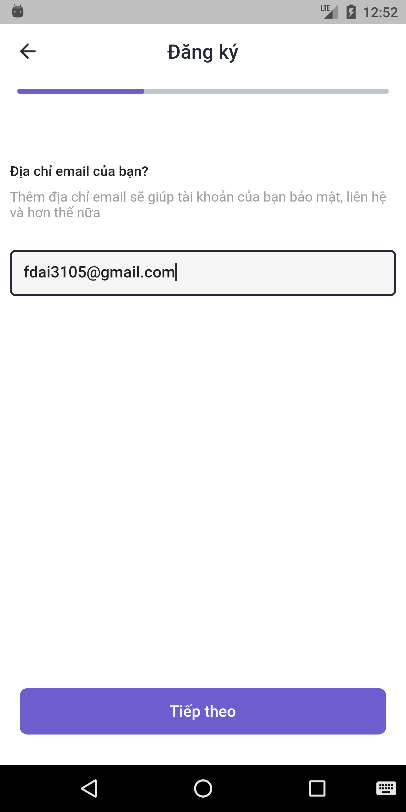 LTE 12:52
Đăng ký
Địa chỉ email của bạn?
Thêm địa chỉ email sẽ giúp tài khoản của bạn bảo mật, liên hệ
và hơn thế nữa
fdai3105@gmail.com
Tiếp theo